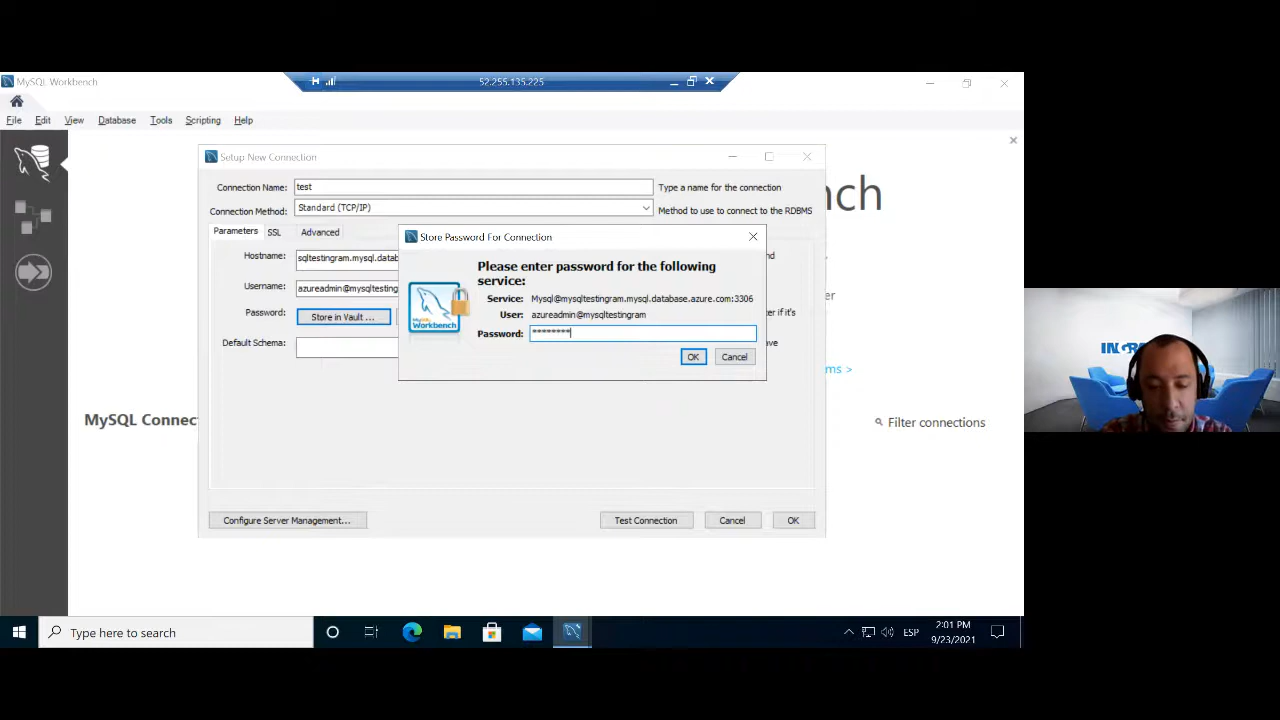 MySQL Workbench
52.255.135.225
File Edit View Database Tools Scripting Help
Setup New Connection
nch
Connection Name: test Type a name for the connection
Connection Method: Standard (TCP/IP) Method to use to connect to the RDBMS
Parameters SSL Advanced
Store Password For Connection
Hostname: sqltestingram.mysql.datab
Please enter password for the following
service:
Username: azureadmin@mysqltesting
Service: Mysql@mysqltestingram.mysql.database.azure.com:3306
Password: Store in Vault ...
User: azureadmin@mysqltestingram
ter if it's
Password: ********
Default Schema:
OK Cancel
ms >
MySQL Connec
Filter connections
Configure Server Management... Test Connection Cancel OK
Type here to search
ESP
2:01 PM
9/23/2021